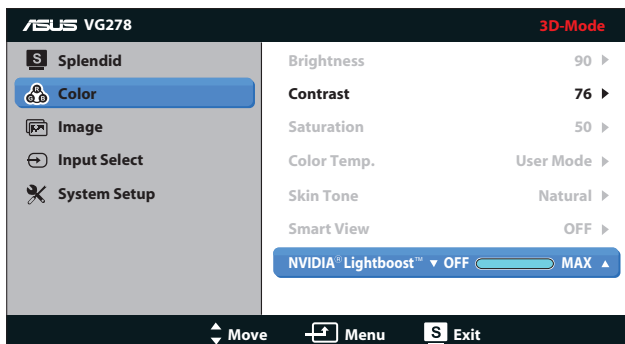 ASUS VG278 3D-Mode
S Splendid
Color
Image
Input Select
System Setup
Brightness 90
Contrast 76
Saturation 50
Color Temp. User Mode
Skin Tone Natural
Smart View OFF
NVIDIA® Lightboost™ ▼ OFF MAX ▲
Move Menu S Exit